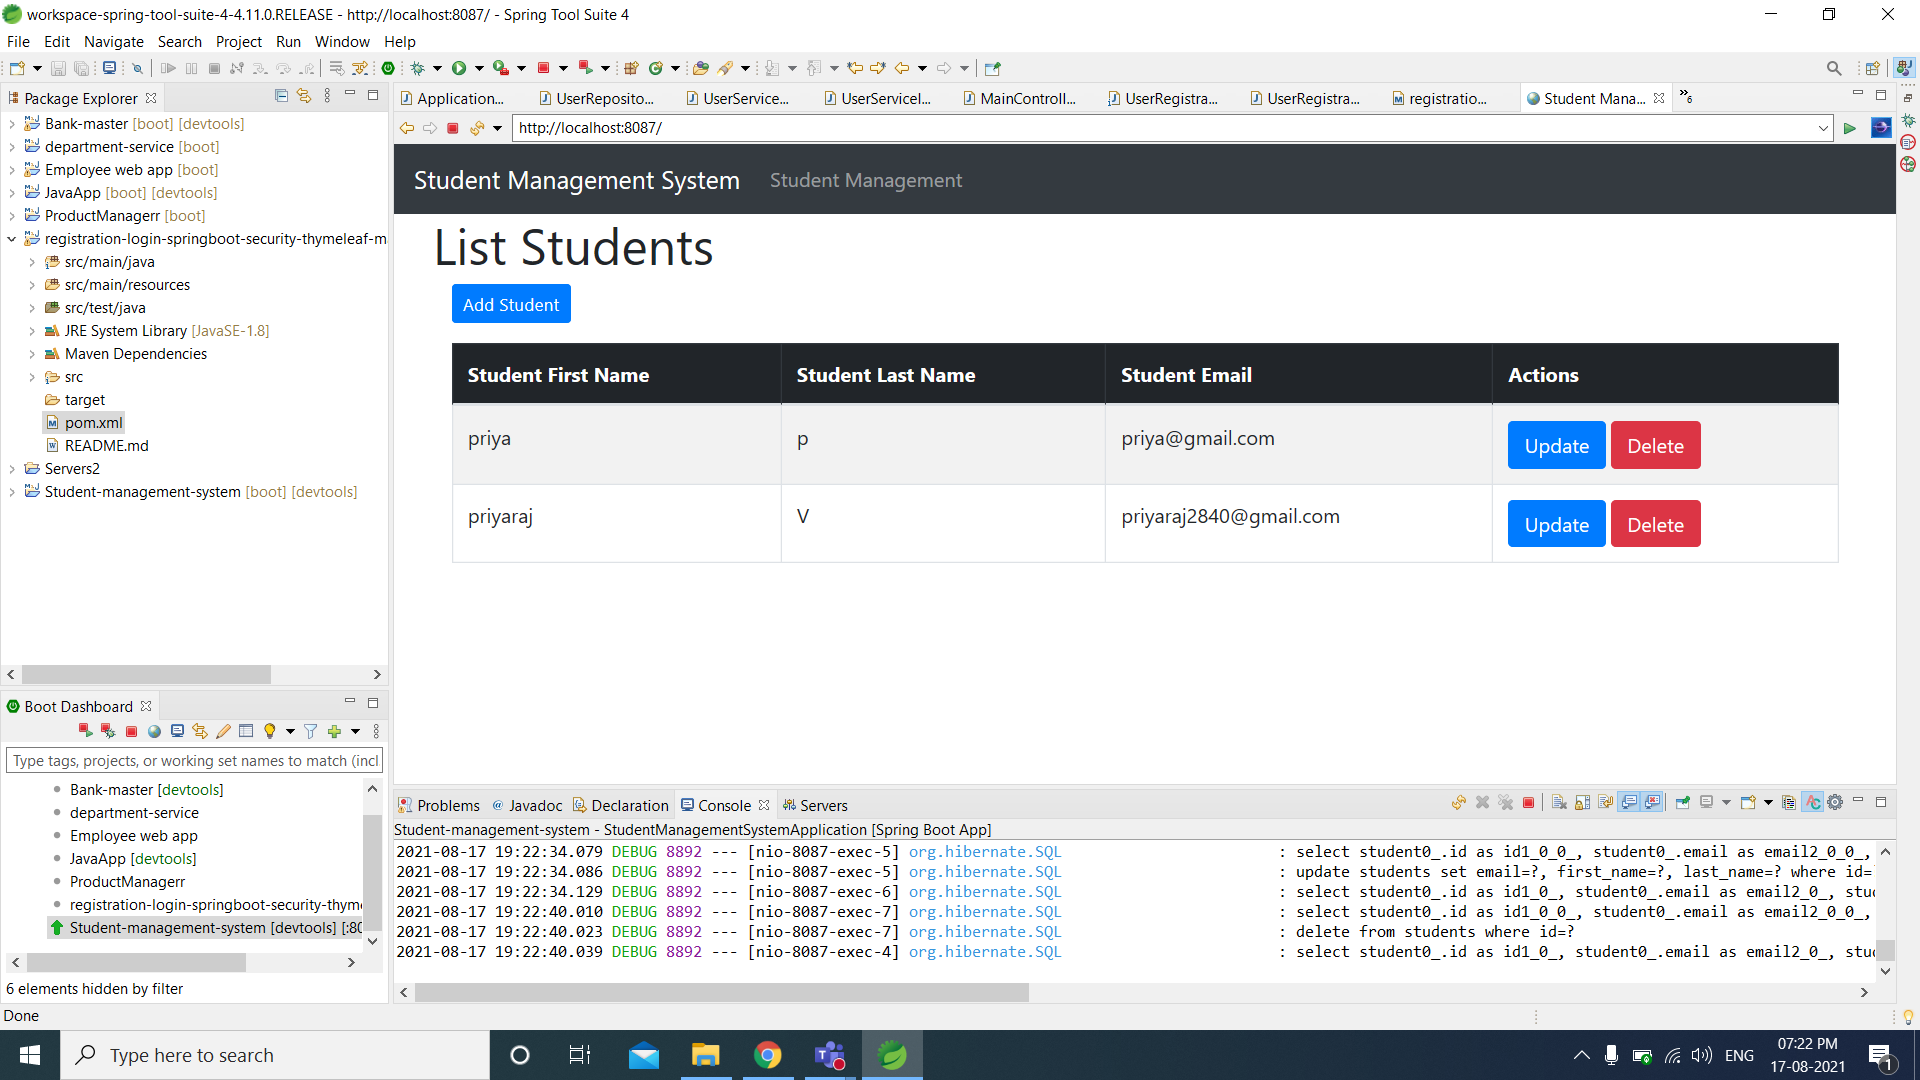 workspace-spring-tool-suite-4-4.11.0.RELEASE - http://localhost:8087/ - Spring Tool Suite 4
File Edit Navigate Search Project Run Window Help
Package Explorer
Bank-master [boot] [devtools]
department-service [boot]
Employee web app [boot]
JavaApp [boot] [devtools]
ProductManagerr [boot]
registration-login-springboot-security-thymeleaf-m
src/main/java
src/main/resources
src/test/java
JRE System Library [JavaSE-1.8]
Maven Dependencies
src
target
pom.xml
README.md
Servers2
Student-management-system [boot] [devtools]
Boot Dashboard
Type tags, projects, or working set names to match (incl
Bank-master [devtools]
department-service
Employee web app
JavaApp [devtools]
ProductManagerr
registration-login-springboot-security-thyme
Student-management-system [devtools] [:80
6 elements hidden by filter
Application... UserReposito... UserService... UserServiceI... MainControll... UserRegistra... UserRegistra... registratio... Student Mana... »6
http://localhost:8087/
Student Management System Student Management
List Students
Add Student
Student First Name Student Last Name Student Email Actions
priya p priya@gmail.com Update Delete
priyaraj V priyaraj2840@gmail.com Update Delete
Problems @ Javadoc Declaration Console Servers
Student-management-system - StudentManagementSystemApplication [Spring Boot App]
2021-08-17 19:22:34.079 DEBUG 8892 --- [nio-8087-exec-5] org.hibernate.SQL : select student0_.id as id1_0_0_, student0_.email as email2_0_0_,
2021-08-17 19:22:34.086 DEBUG 8892 --- [nio-8087-exec-5] org.hibernate.SQL : update students set email=?, first_name=?, last_name=? where id=
2021-08-17 19:22:34.129 DEBUG 8892 --- [nio-8087-exec-6] org.hibernate.SQL : select student0_.id as id1_0_, student0_.email as email2_0_, stu
2021-08-17 19:22:40.010 DEBUG 8892 --- [nio-8087-exec-7] org.hibernate.SQL : select student0_.id as id1_0_0_, student0_.email as email2_0_0_,
2021-08-17 19:22:40.023 DEBUG 8892 --- [nio-8087-exec-7] org.hibernate.SQL : delete from students where id=?
2021-08-17 19:22:40.039 DEBUG 8892 --- [nio-8087-exec-4] org.hibernate.SQL : select student0_.id as id1_0_, student0_.email as email2_0_, stu
Done
Type here to search
ENG
07:22 PM
17-08-2021
1